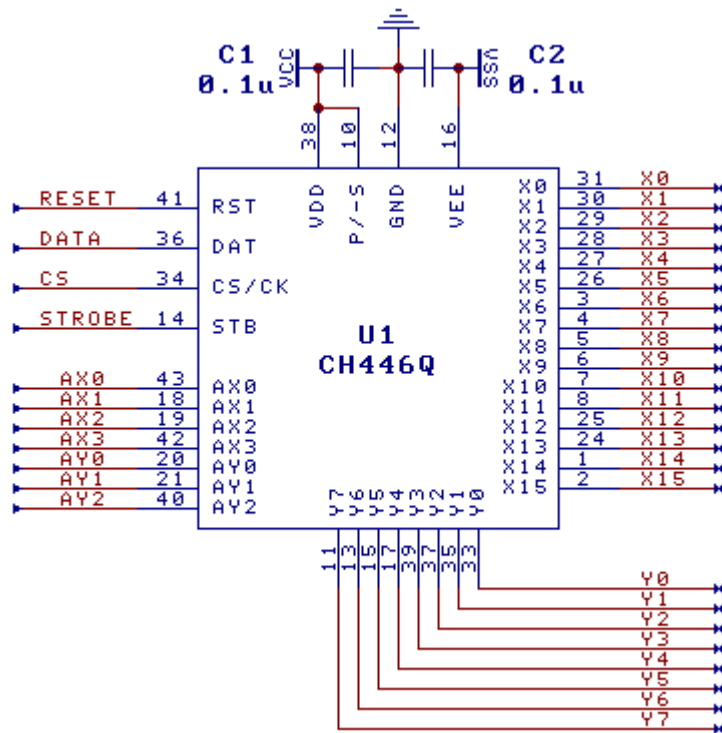 C1
0.1u
VCC
VSS
C2
0.1u
38
10
12
16
VDD
P/-S
GND
VEE
RESET 41 RST
DATA 36 DAT
CS 34 CS/CK
STROBE 14 STB
U1
CH446Q
AX0 43 AX0
AX1 18 AX1
AX2 19 AX2
AX3 42 AX3
AY0 20 AY0
AY1 21 AY1
AY2 40 AY2
X0 31 X0
X1 30 X1
X2 29 X2
X3 28 X3
X4 27 X4
X5 26 X5
X6 3 X6
X7 4 X7
X8 5 X8
X9 6 X9
X10 7 X10
X11 8 X11
X12 25 X12
X13 24 X13
X14 1 X14
X15 2 X15
Y7 Y6 Y5 Y4 Y3 Y2 Y1 Y0
11 13 15 17 39 37 35 33
Y0
Y1
Y2
Y3
Y4
Y5
Y6
Y7